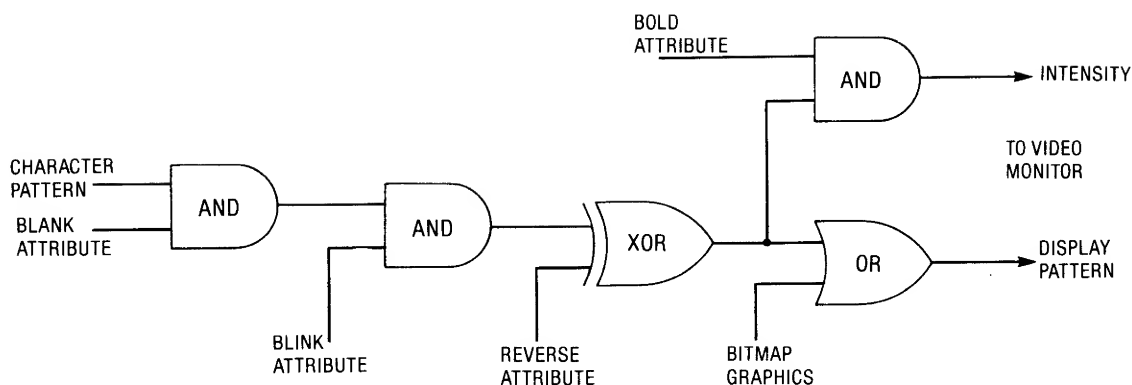 BOLD
ATTRIBUTE
AND
INTENSITY
TO VIDEO
MONITOR
CHARACTER
PATTERN
BLANK
ATTRIBUTE
AND
AND
BLINK
ATTRIBUTE
XOR
REVERSE
ATTRIBUTE
OR
BITMAP
GRAPHICS
DISPLAY
PATTERN